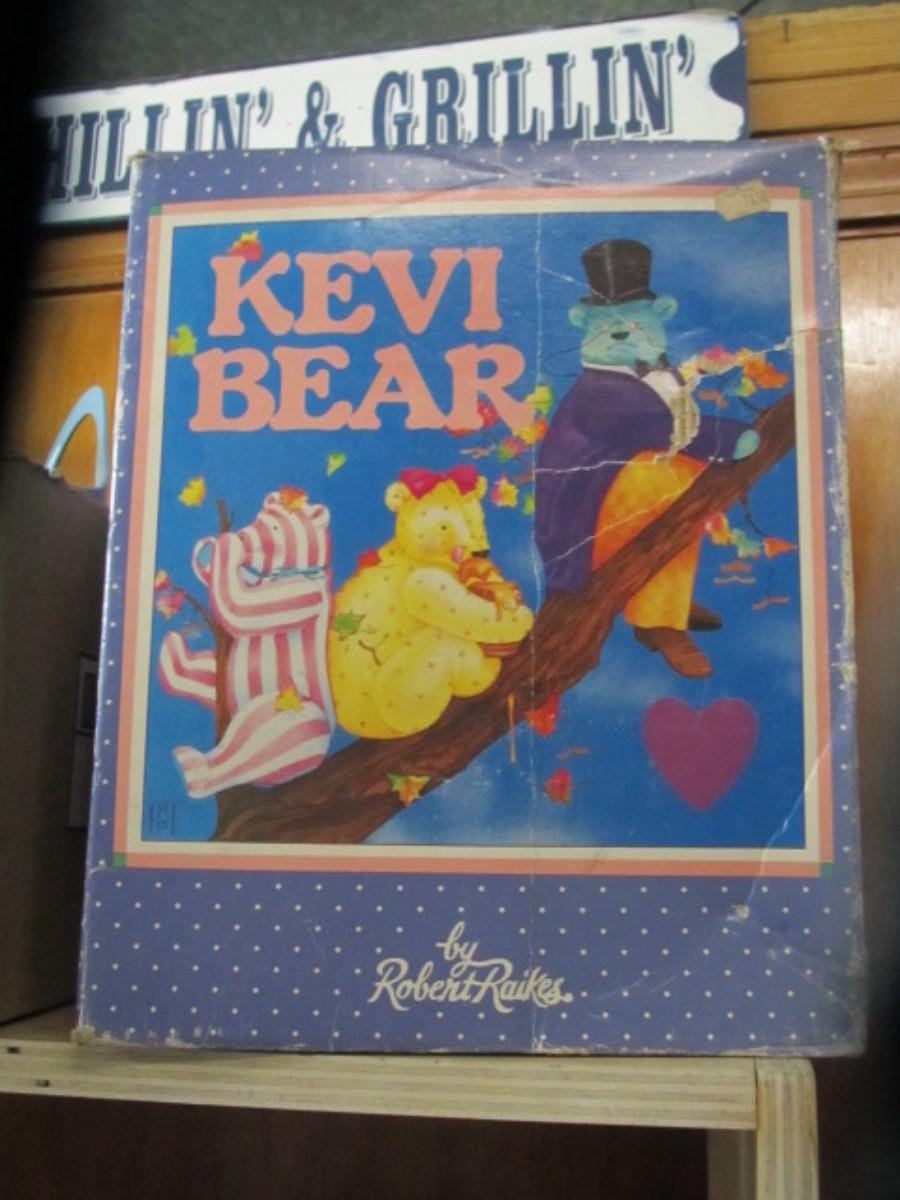 HILLIN' & GRILLIN'
KEVI
BEAR
by
Robert Raikes